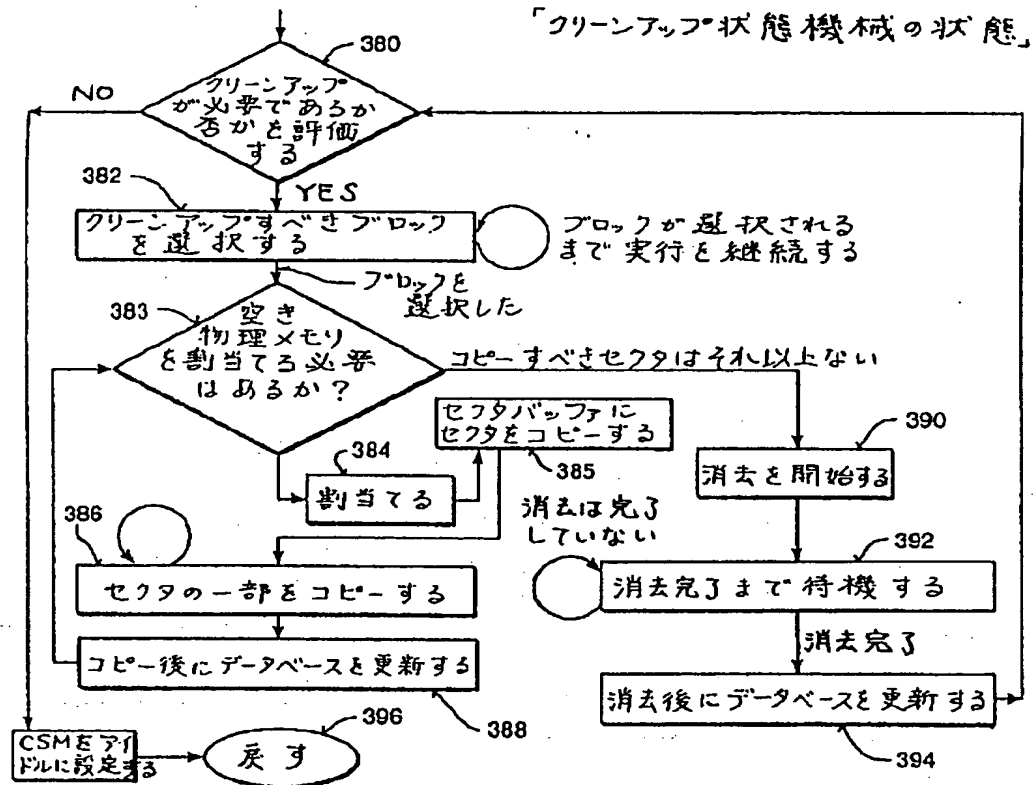 「クリーンアップ状態機械の状態」
380
クリーンアップ
が必要であるか
否かを評価
する
NO
YES
382
クリーンアップすべきブロック
を選択する
ブロックが選択される
まで実行を継続する
ブロックを
選択した
383
空き
物理メモリ
を割当てる必要
はあるか?
コピーすべきセクタはそれ以上ない
セクタバッファに
セクタをコピーする
385
384
割当てる
390
消去を開始する
386
消去は完了
していない
392
セクタの一部をコピーする
消去完了まで待機する
消去完了
コピー後にデータベースを更新する
388
消去後にデータベースを更新する
394
CSMをアイ
ドルに設定する
396
戻す